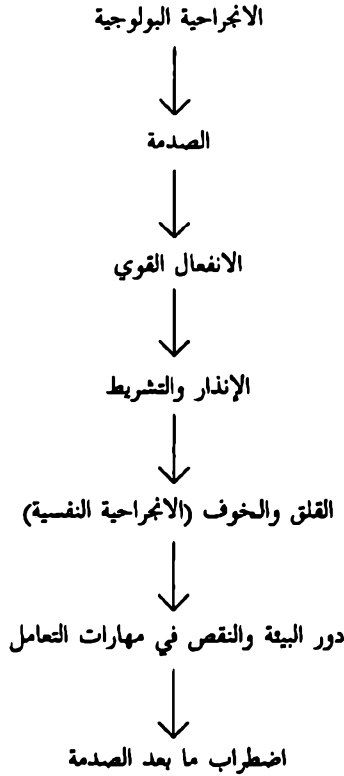 الانجراحية البولوجية
الصدمة
الانفعال القوي
الإنذار والتشريط
القلق والخوف (الانجراحية النفسية)
دور البيئة والنقص في مهارات التعامل
اضطراب ما بعد الصدمة